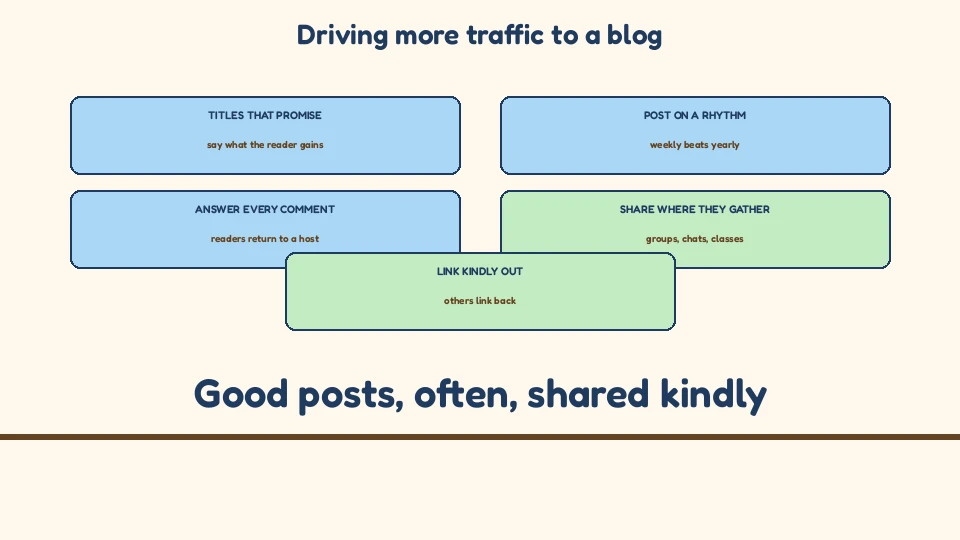 Driving more traffic to a blog
TITLES THAT PROMISE
say what the reader gains
POST ON A RHYTHM
weekly beats yearly
ANSWER EVERY COMMENT
readers return to a host
SHARE WHERE THEY GATHER
groups, chats, classes
LINK KINDLY OUT
others link back
Good posts, often, shared kindly